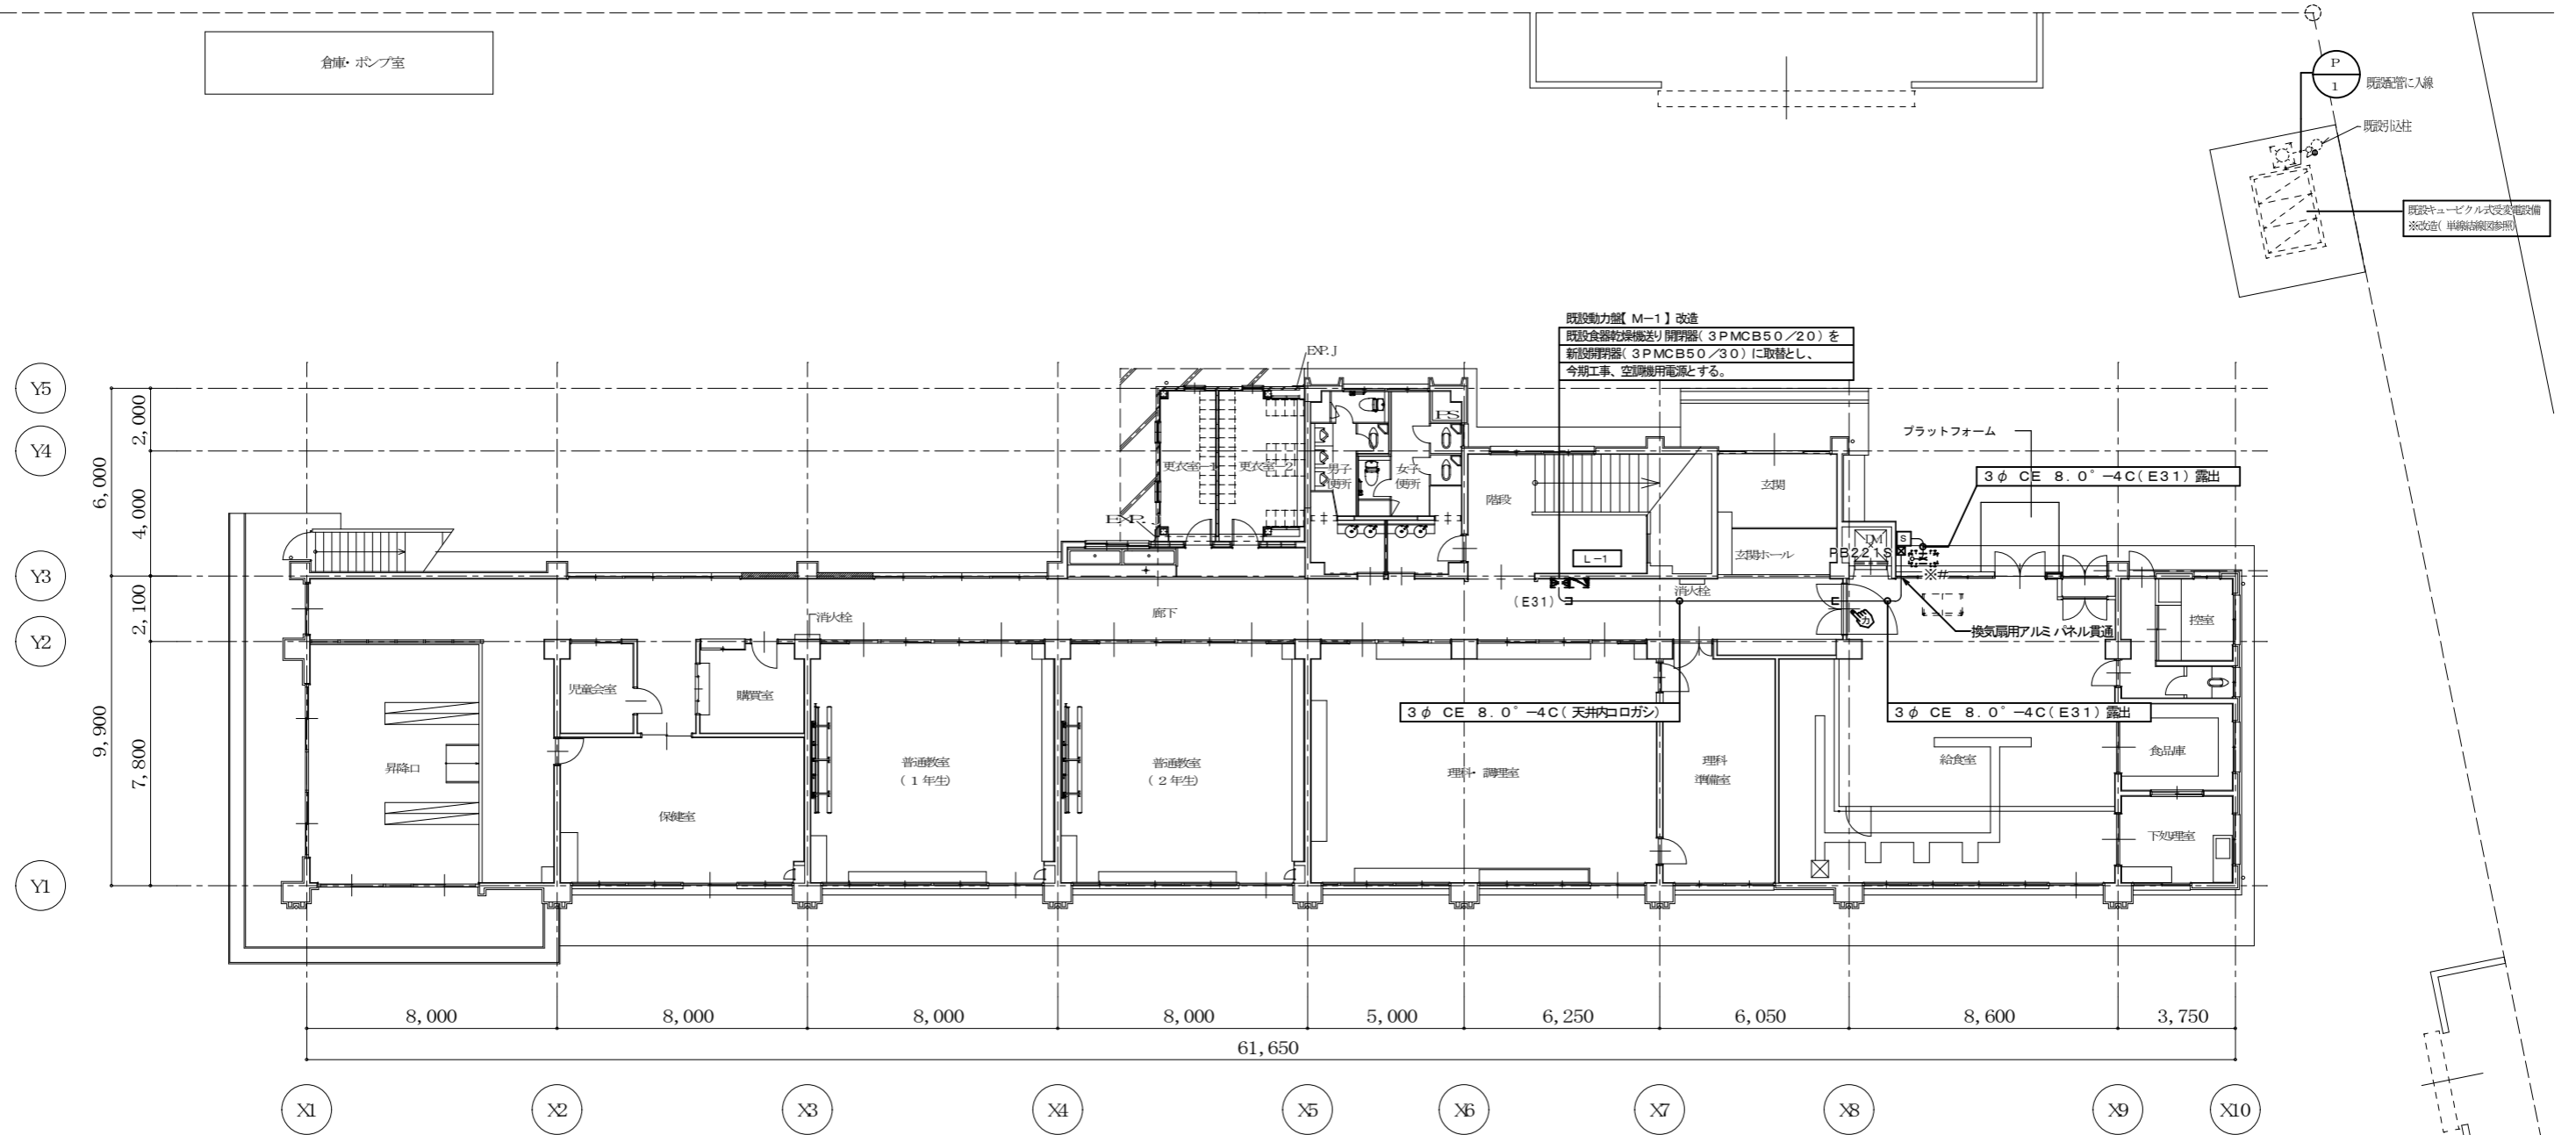 倉庫・ポンプ室
P
1
既設配管に入線
既設引込柱
既設キュービクル式受変電設備
※改造( 単線結線図参照)
既設動力盤【 M－1 】改造
既設食器乾燥機送り開閉器( 3PMCB50／20) を
新設開閉器( 3PMCB50／30) に取替とし、
今期工事、空調機用電源とする。
EXP.J
Y5
2,000
PS
Y4
プラットフォーム
更衣室－1
更衣室－2
男子
便所
女子
便所
6,000
3φ CE 8.0°－4C( E31) 露出
玄関
階段
4,000
EXP.J
DM
S
PB221S
L－1
玄関ホール
Y3
※#
消火栓
(E31)
2,100
廊下
消火栓
カ
控室
換気扇用アルミパネル貫通
Y2
児童会室
購買室
3φ CE 8.0°－4C( 天井内コロガシ)
3φ CE 8.0°－4C( E31) 露出
9,900
7,800
昇降口
普通教室
( 1 年生)
普通教室
( 2 年生)
理科・ 調理室
理科
準備室
給食室
食品庫
保健室
下処理室
Y1
8,000
8,000
8,000
8,000
5,000
6,250
6,050
8,600
3,750
61,650
X1
X2
X3
X4
X5
X6
X7
X8
X9
X10